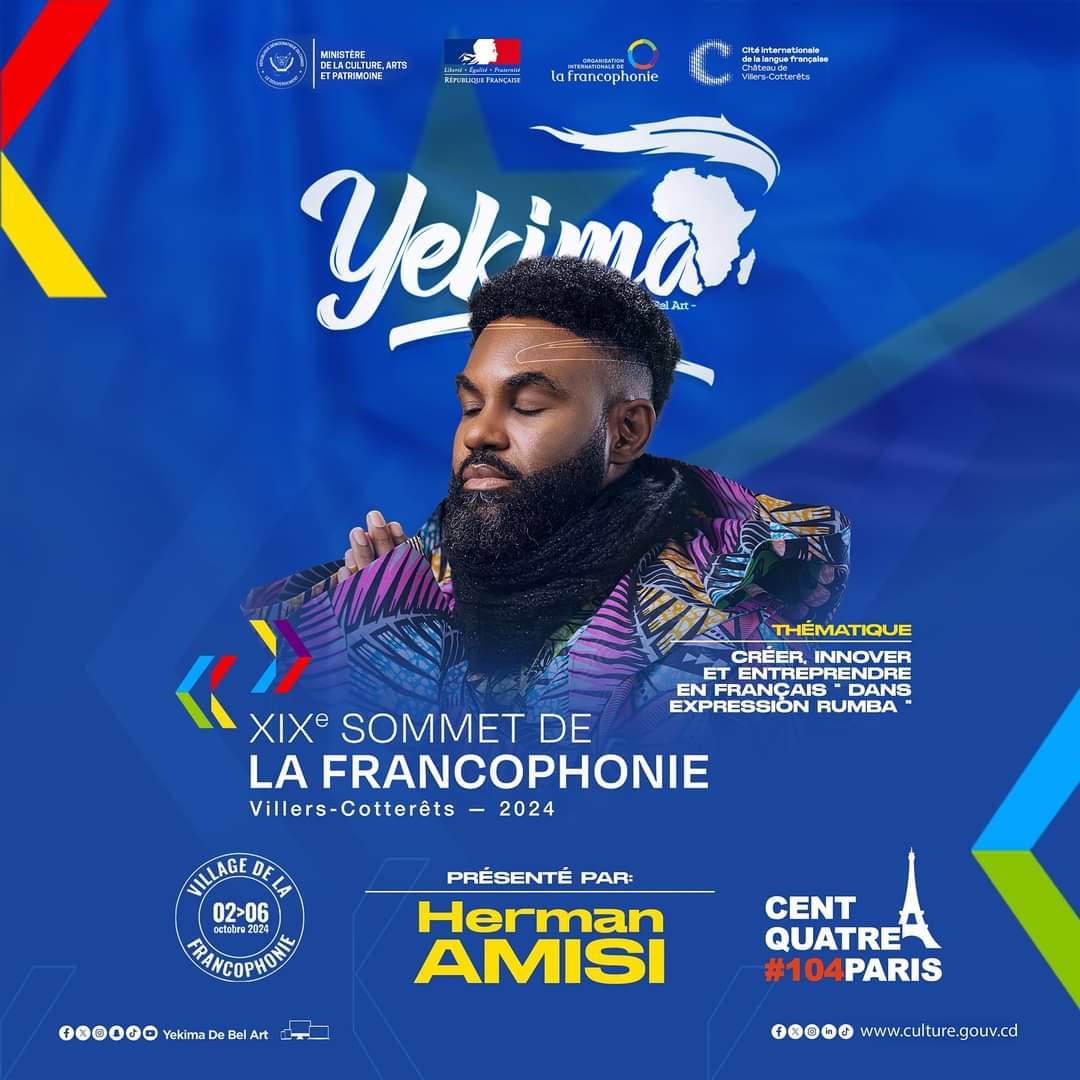 MINISTÈRE
DE LA CULTURE, ARTS
ET PATRIMOINE
Liberté • Égalité • Fraternité
RÉPUBLIQUE FRANÇAISE
ORGANISATION
INTERNATIONALE DE
la francophonie
Cité internationale
de la langue française
Château de
Villers-Cotterêts
Yekima
Bel Art -
THÉMATIQUE
CRÉER, INNOVER
ET ENTREPRENDRE
EN FRANÇAIS " DANS
EXPRESSION RUMBA "
XIXe SOMMET DE
LA FRANCOPHONIE
Villers-Cotterêts — 2024
VILLAGE DE LA
02>06
octobre 2024
FRANCOPHONIE
PRÉSENTÉ PAR:
Herman
AMISI
CENT
QUATRE
#104PARIS
Yekima De Bel Art
www.culture.gouv.cd